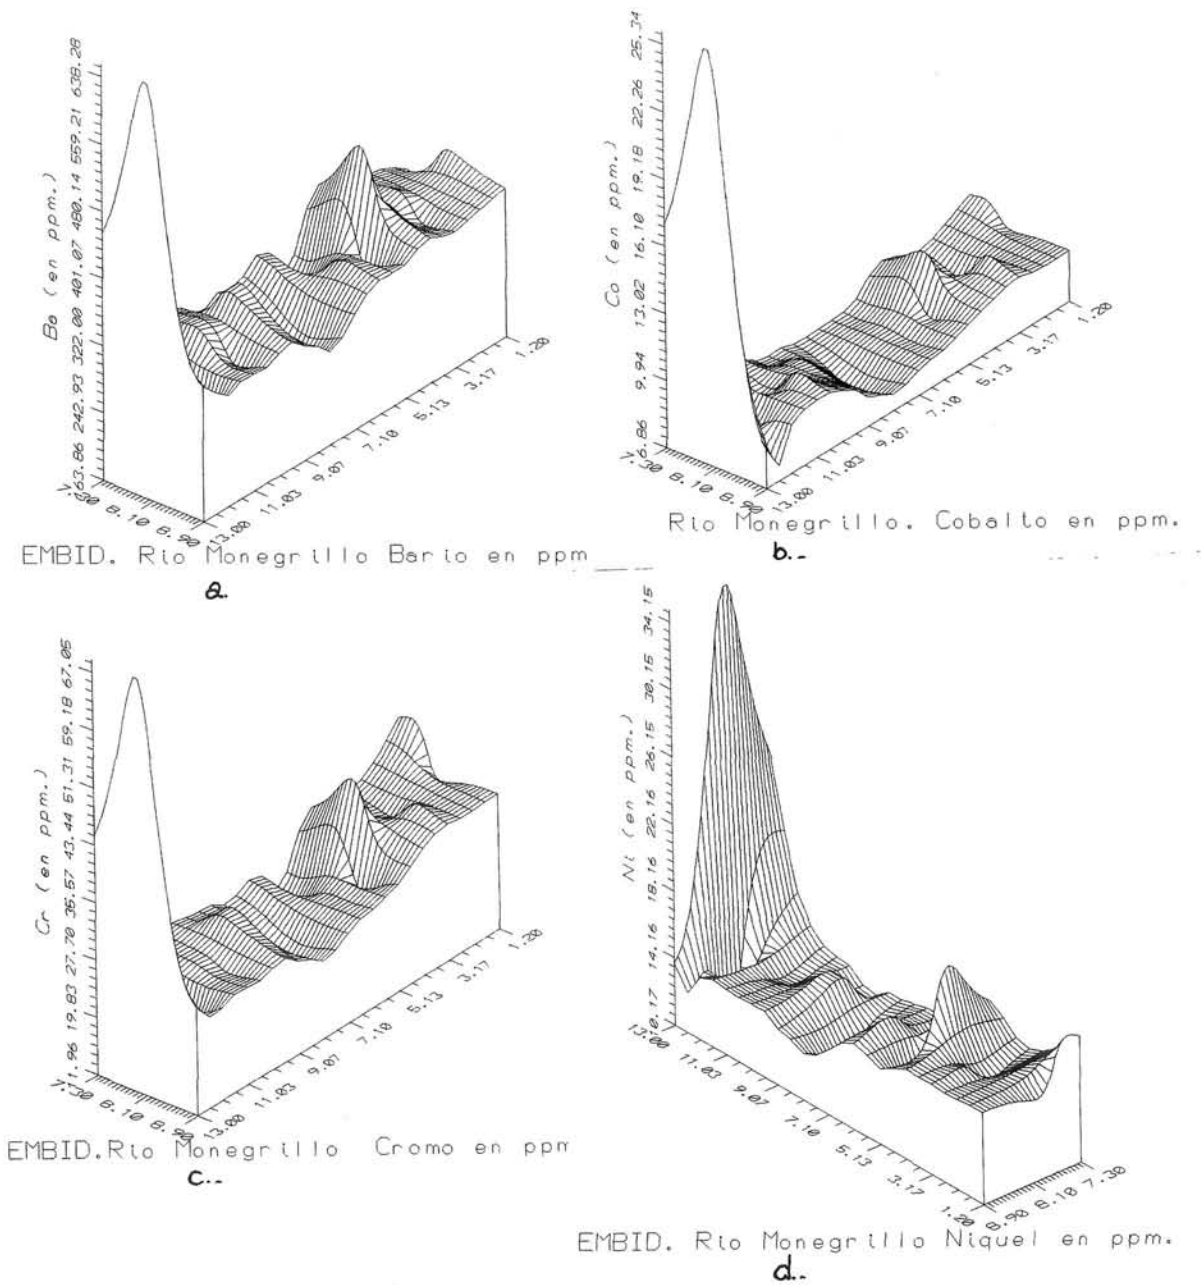 Ba (en ppm.)
63.86 242.93 322.00 401.07 480.14 559.21 638.28
7.30 8.10 8.90
13.00 11.03 9.07 7.10 5.13 3.17 1.20
EMBID. Rio Monegrillo Bario en ppm
a.
Co (en ppm.)
6.86 9.94 13.02 16.10 19.18 22.26 25.34
7.30 8.10 8.90
13.00 11.03 9.07 7.10 5.13 3.17 1.20
Rio Monegrillo. Cobalto en ppm.
b..
Cr (en ppm.)
1.96 19.83 27.70 35.57 43.44 51.31 59.18 67.05
7.30 8.10 8.90
13.00 11.03 9.07 7.10 5.13 3.17 1.20
EMBID.Rio Monegrillo Cromo en ppm
c..
Ni (en ppm.)
0.17 14.16 18.16 22.16 26.15 30.15 34.15
13.00 11.03 9.07 7.10 5.13 3.17 1.20
8.90 8.10 7.30
EMBID. Rio Monegrillo Niquel en ppm.
d..